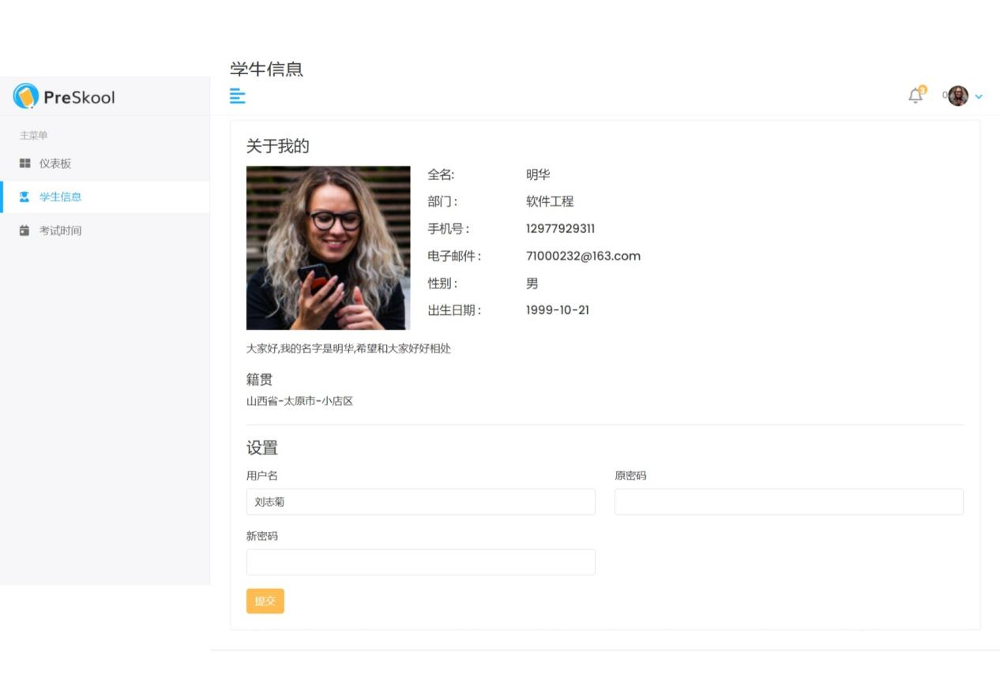 学生信息
PreSkool
3
0
主菜单
仪表板
学生信息
考试时间
关于我的
全名: 明华
部门: 软件工程
手机号: 12977929311
电子邮件: 71000232@163.com
性别: 男
出生日期: 1999-10-21
大家好,我的名字是明华,希望和大家好好相处
籍贯
山西省-太原市-小店区
设置
用户名 原密码
刘志菊
新密码
提交